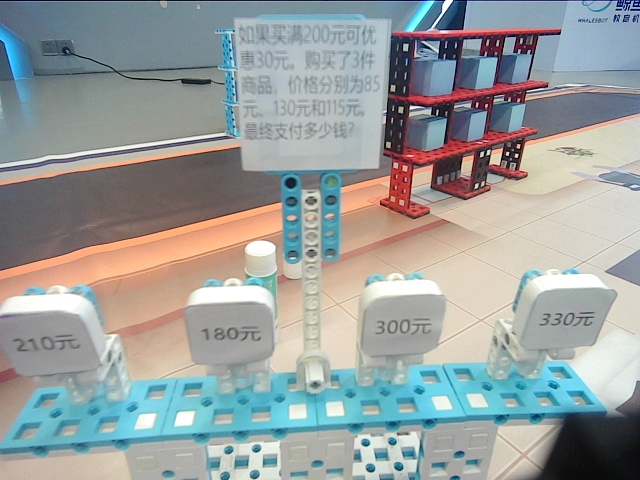 如果买满200元可优
惠30元。购买了3件
商品，价格分别为85
元、130元和115元。
最终支付多少钱?
210元
180元
300元
330元
WHALESBOT